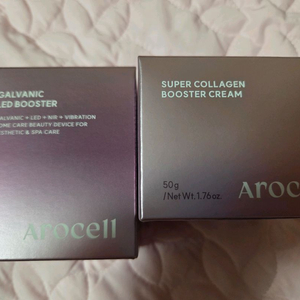 GALVANIC
LED BOOSTER
GALVANIC + LED + NIR + VIBRATION
HOME CARE BEAUTY DEVICE FOR
AESTHETIC & SPA CARE
Arocell
SUPER COLLAGEN
BOOSTER CREAM
50g
/Net Wt. 1.76oz.
Arocell